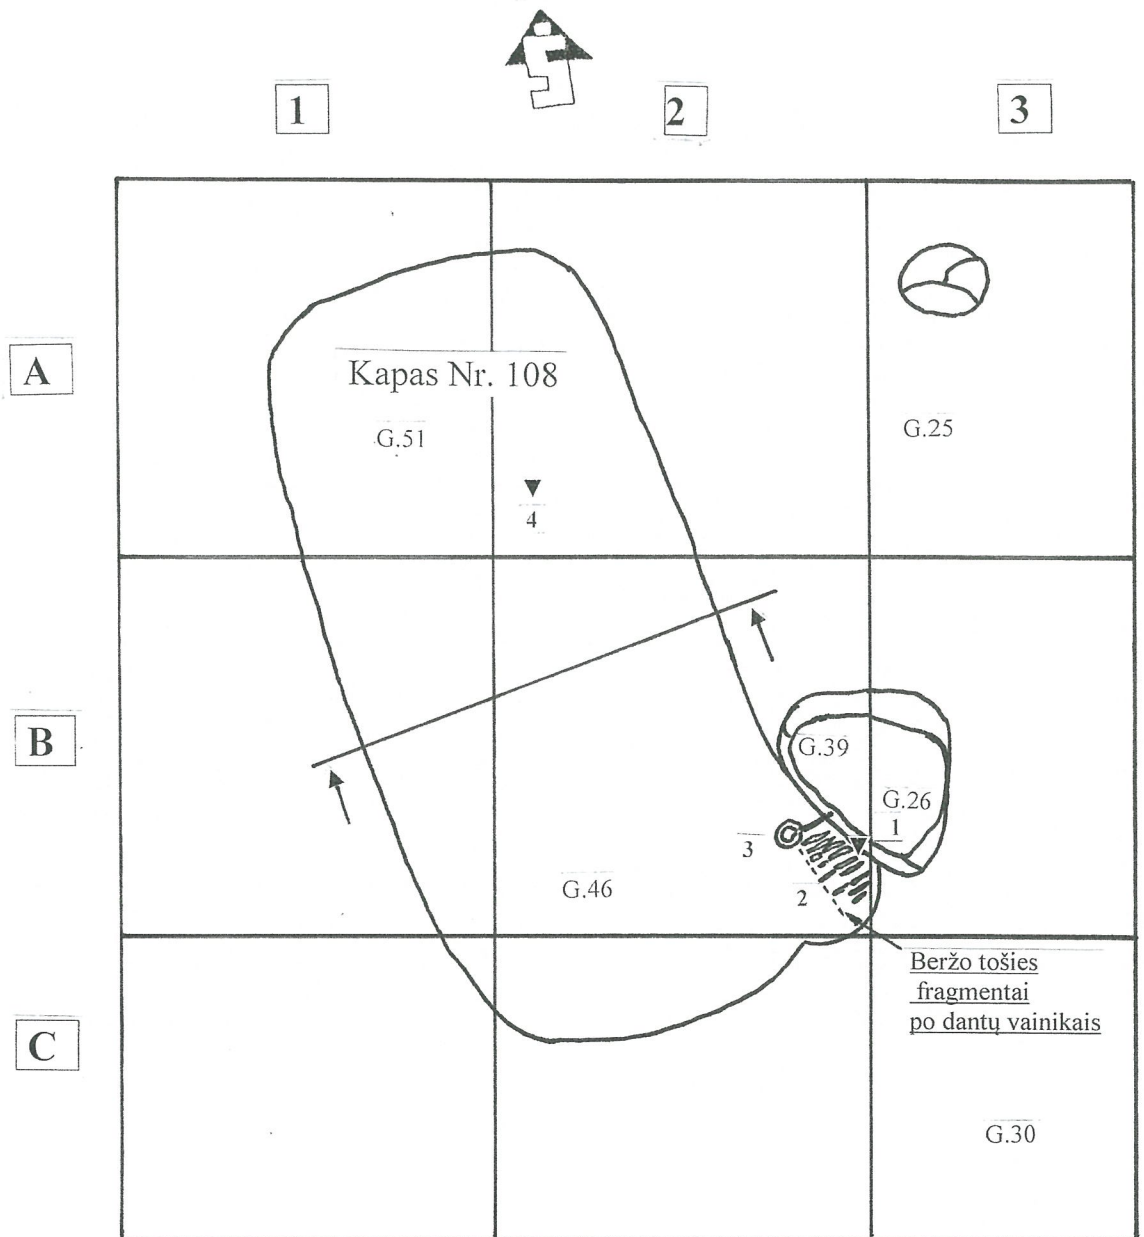 1
2
3
A
Kapas Nr. 108
G.51
G.25
4
B
G.39
G.26
1
3
2
G.46
Beržo tošies
fragmentai
po dantų vainikais
C
G.30